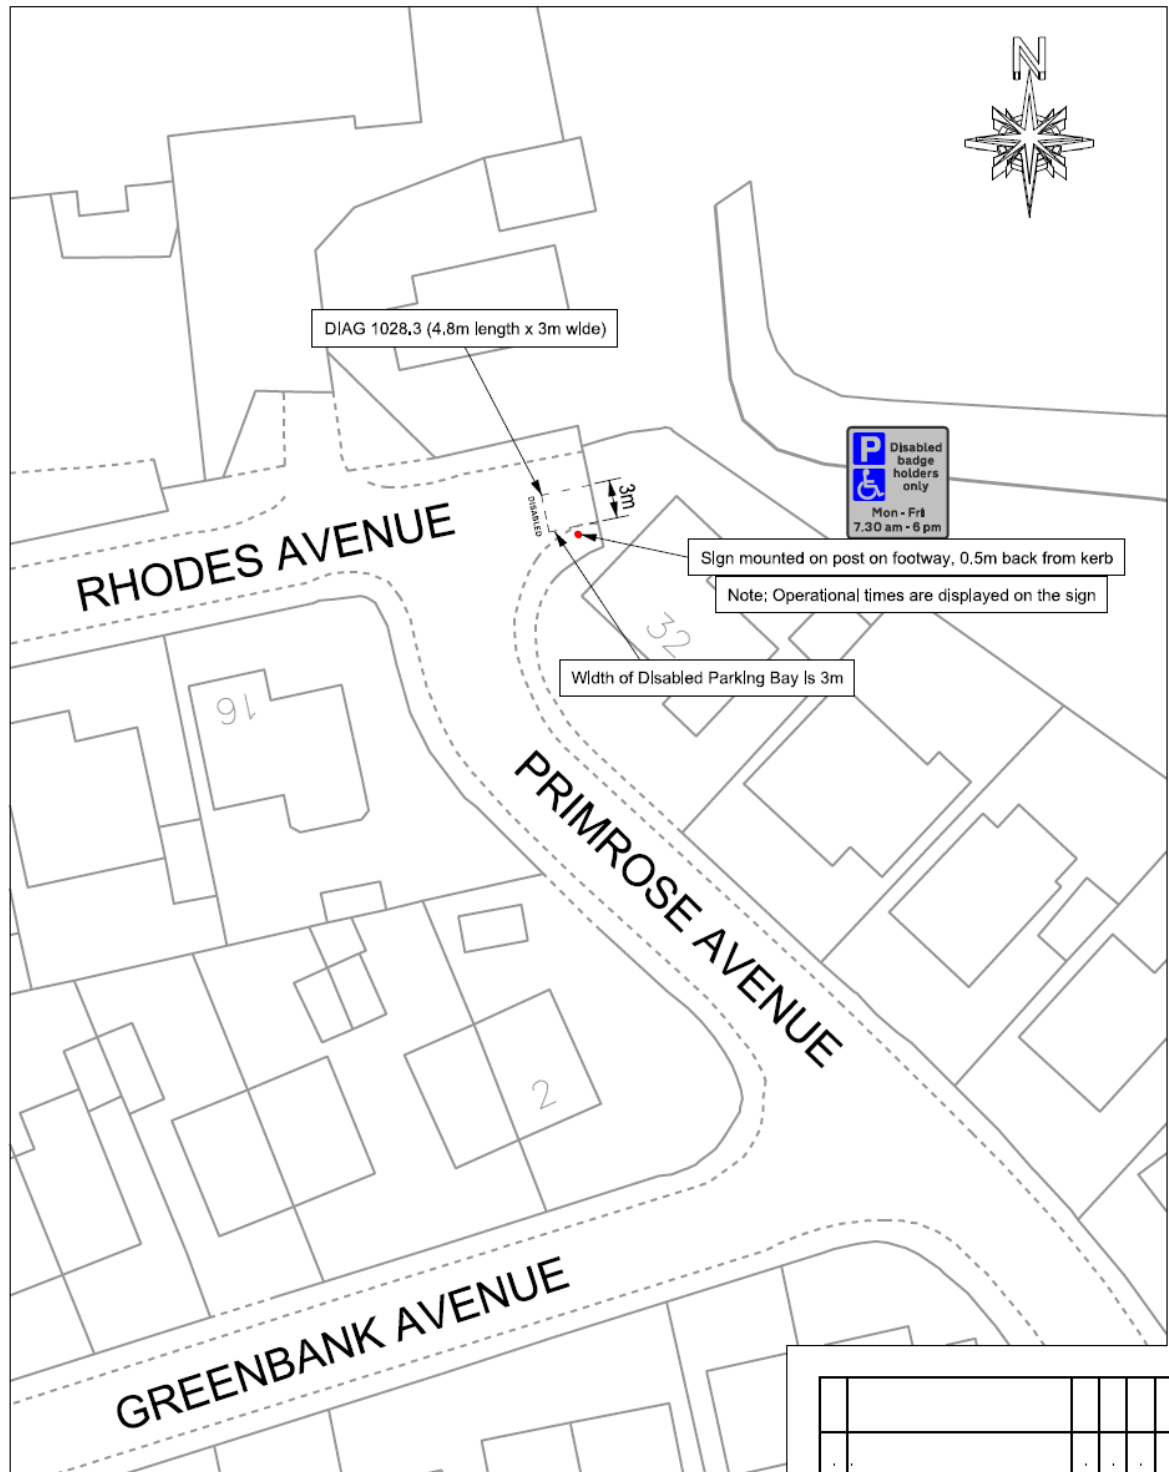 N
DIAG 1028.3 (4.8m length x 3m wide)
P Disabled
badge
holders
only
Mon - Fri
7.30 am - 6 pm
3m
DISABLED
RHODES AVENUE
Sign mounted on post on footway, 0.5m back from kerb
Note: Operational times are displayed on the sign
32
Width of Disabled Parking Bay is 3m
16
PRIMROSE AVENUE
2
GREENBANK AVENUE